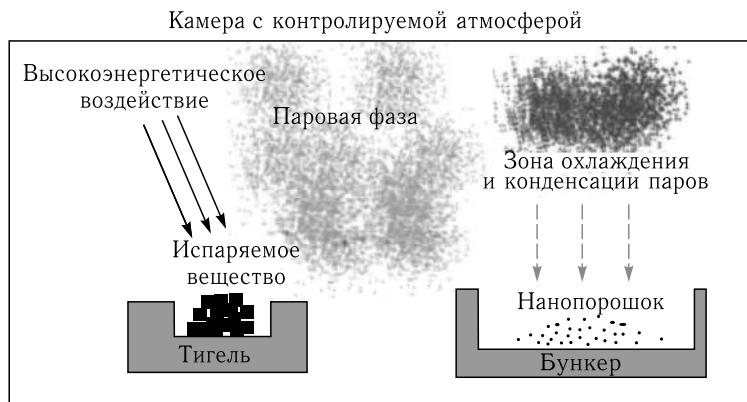 Камера с контролируемой атмосферой
Высокоэнергетическое
воздействие
Паровая фаза
Зона охлаждения
и конденсации паров
Испаряемое
вещество
Нанопорошок
Тигель
Бункер